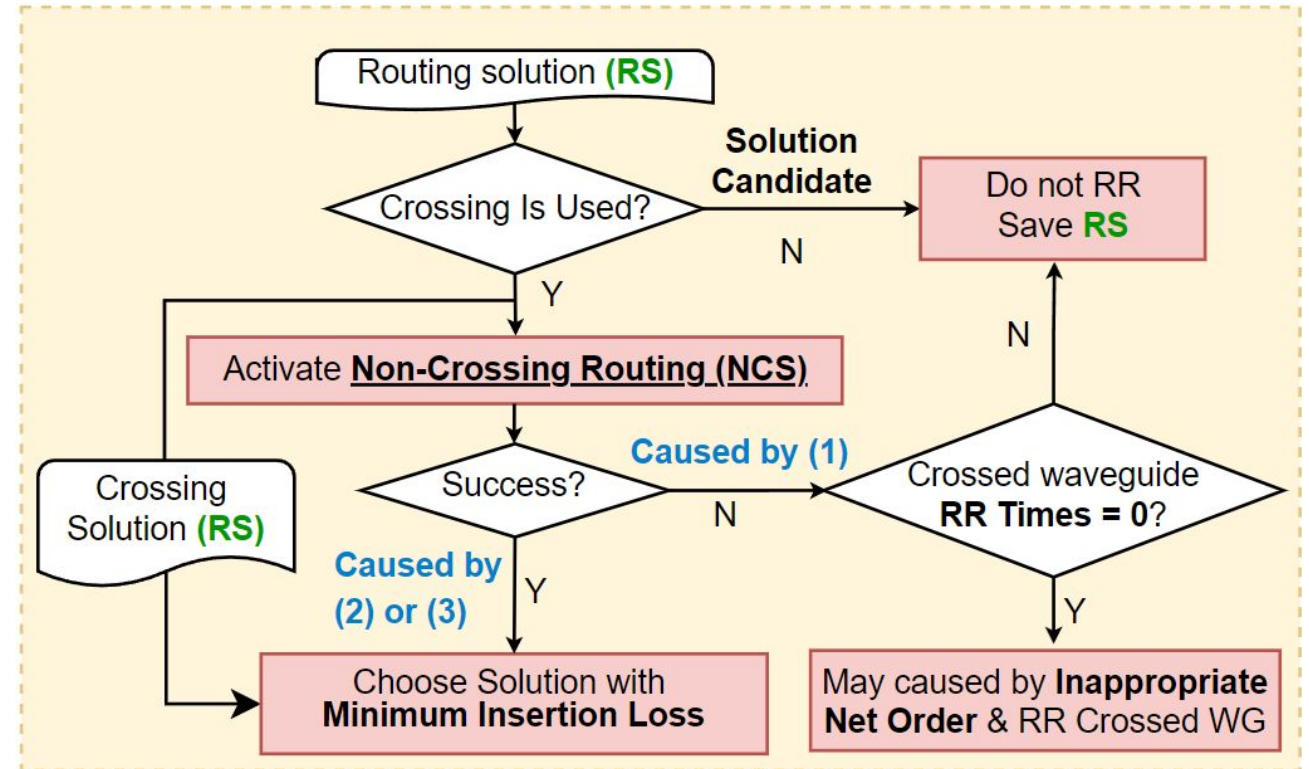 Routing solution (RS)
Crossing Is Used?
Solution
Candidate
N
Do not RR
Save RS
Y
Activate Non-Crossing Routing (NCS)
N
Crossing
Solution (RS)
Success?
Caused by (1)
N
Crossed waveguide
RR Times = 0?
Caused by
(2) or (3)
Y
Y
Choose Solution with
Minimum Insertion Loss
May caused by Inappropriate
Net Order & RR Crossed WG